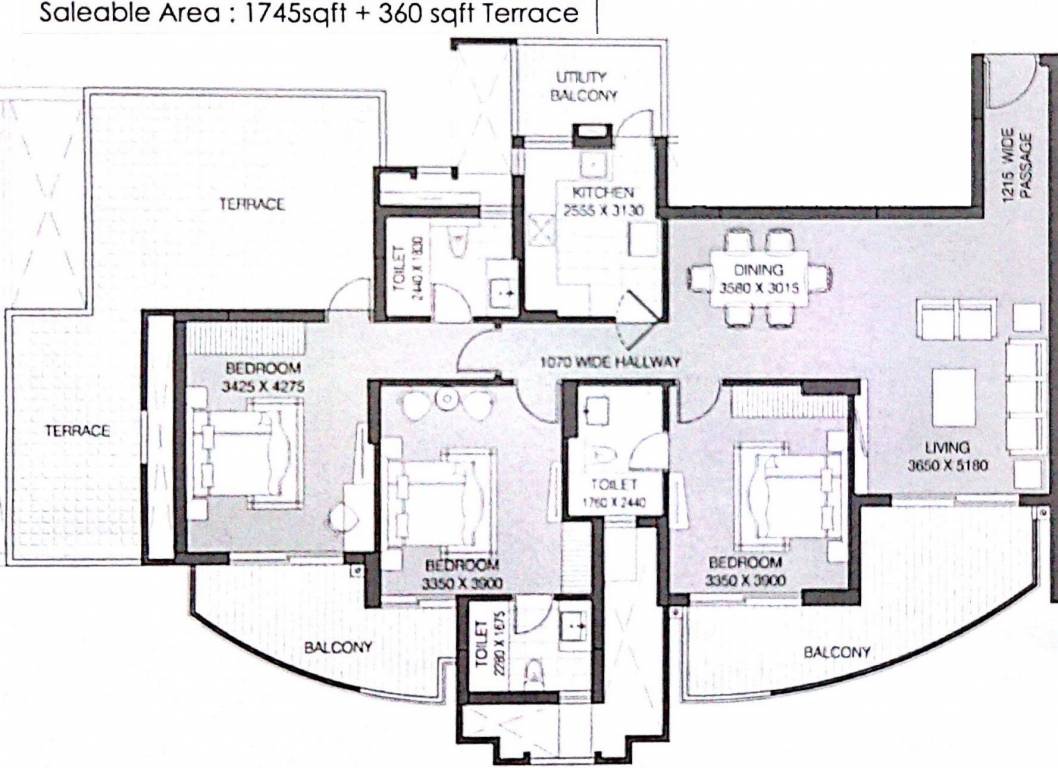 Saleable Area : 1745sqft + 360 sqft Terrace
UTILITY
BALCONY
1215 WIDE
PASSAGE
TERRACE
KITCHEN
2555 X 3130
TOILET
2440 X 1830
DINING
3580 X 3015
1070 WIDE HALLWAY
BEDROOM
3425 X 4275
TERRACE
LIVING
3650 X 5180
TOILET
1760 X 2440
BEDROOM
3350 X 3900
BEDROOM
3350 X 3900
TOILET
2280 X 1675
BALCONY
BALCONY